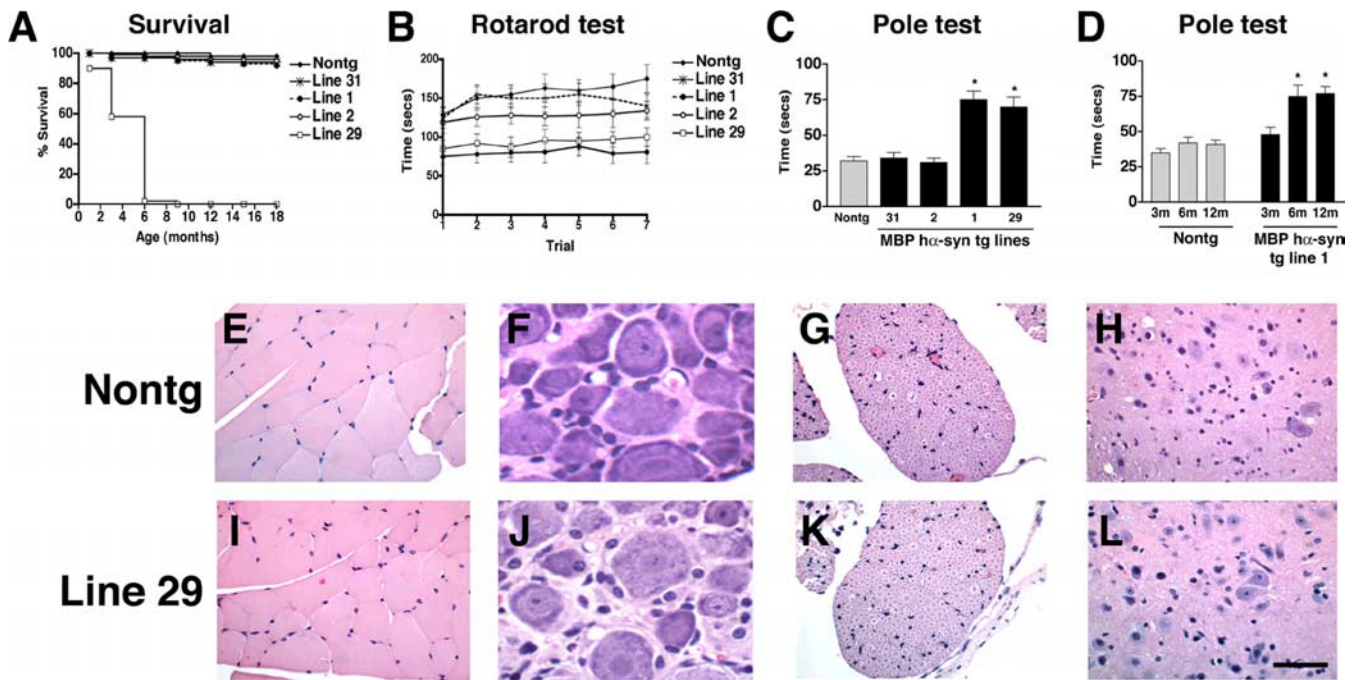 A
Survival
% Survival
100
80
60
40
20
0
0 2 4 6 8 10 12 14 16 18
Age (months)
Nontg
Line 31
Line 1
Line 2
Line 29
B
Rotarod test
Time (secs)
200
150
100
50
0
1 2 3 4 5 6 7
Trial
Nontg
Line 31
Line 1
Line 2
Line 29
C
Pole test
Time (secs)
100
75
50
25
0
* *
Nontg 31 2 1 29
MBP hα-syn tg lines
D
Pole test
Time (secs)
100
75
50
25
0
* *
3m 6m 12m 3m 6m 12m
Nontg
MBP hα-syn
tg line 1
Nontg
E
F
G
H
Line 29
I
J
K
L